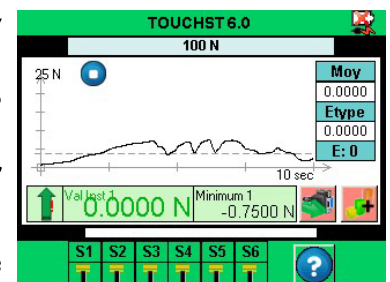 TOUCHST 6.0
100 N
25 N
Moy
0.0000
Etype
0.0000
E: 0
10 sec
Val Inst 1
0.0000 N
Minimum 1
-0.7500 N
S1 S2 S3 S4 S5 S6
?